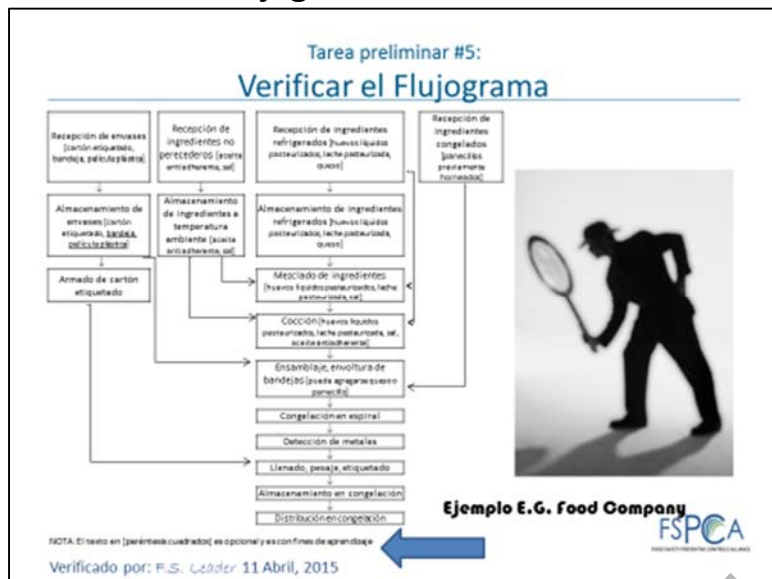 Tarea preliminar #5:
Verificar el Flujograma
Recepción de envases
[cartón etiquetado,
bandeja, película plástica]
Recepción de
ingredientes no
perecederos [aceite
antiadherente, sal]
Recepción de ingredientes
refrigerados [huevos líquidos
pasteurizados, leche pasteurizada,
queso]
Recepción de
ingredientes
congelados
[panecillos
previamente
horneados]
Almacenamiento de
envases [cartón
etiquetado, bandeja,
película plástica]
Almacenamiento
de ingredientes a
temperatura
ambiente [aceite
antiadherente, sal]
Almacenamiento de ingredientes
refrigerados [huevos líquidos
pasteurizados, leche pasteurizada,
queso]
Armado de cartón
etiquetado
Mezclado de ingredientes
[huevos líquidos pasteurizados, leche
pasteurizada, sal]
Cocción [huevos líquidos
pasteurizados, leche pasteurizada, sal,
aceite antiadherente]
Ensamblaje, envoltura de
bandejas [puede agregarse queso o
panecillo]
Congelación en espiral
Detección de metales
Llenado, pesaje, etiquetado
Almacenamiento en congelación
Distribución en congelación
Ejemplo E.G. Food Company
NOTA: El texto en [paréntesis cuadrados] es opcional y es con fines de aprendizaje
FSPCA
FOOD SAFETY PREVENTIVE CONTROLS ALLIANCE
Verificado por: F.S. Leader 11 Abril, 2015